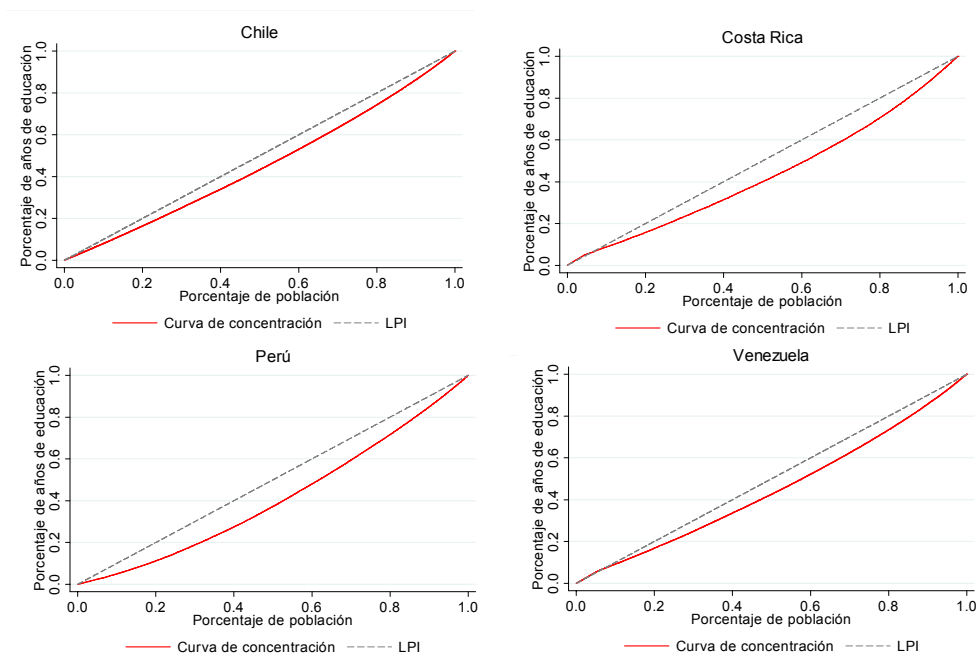 Chile
Porcentaje de años de educación
0.0 0.2 0.4 0.6 0.8 1.0
0.0 0.2 0.4 0.6 0.8 1.0
Porcentaje de población
Curva de concentración LPI
Costa Rica
Porcentaje de años de educación
0.0 0.2 0.4 0.6 0.8 1.0
0.0 0.2 0.4 0.6 0.8 1.0
Porcentaje de población
Curva de concentración LPI
Perú
Porcentaje de años de educación
0.0 0.2 0.4 0.6 0.8 1.0
0.0 0.2 0.4 0.6 0.8 1.0
Porcentaje de población
Curva de concentración LPI
Venezuela
Porcentaje de años de educación
0.0 0.2 0.4 0.6 0.8 1.0
0.0 0.2 0.4 0.6 0.8 1.0
Porcentaje de población
Curva de concentración LPI